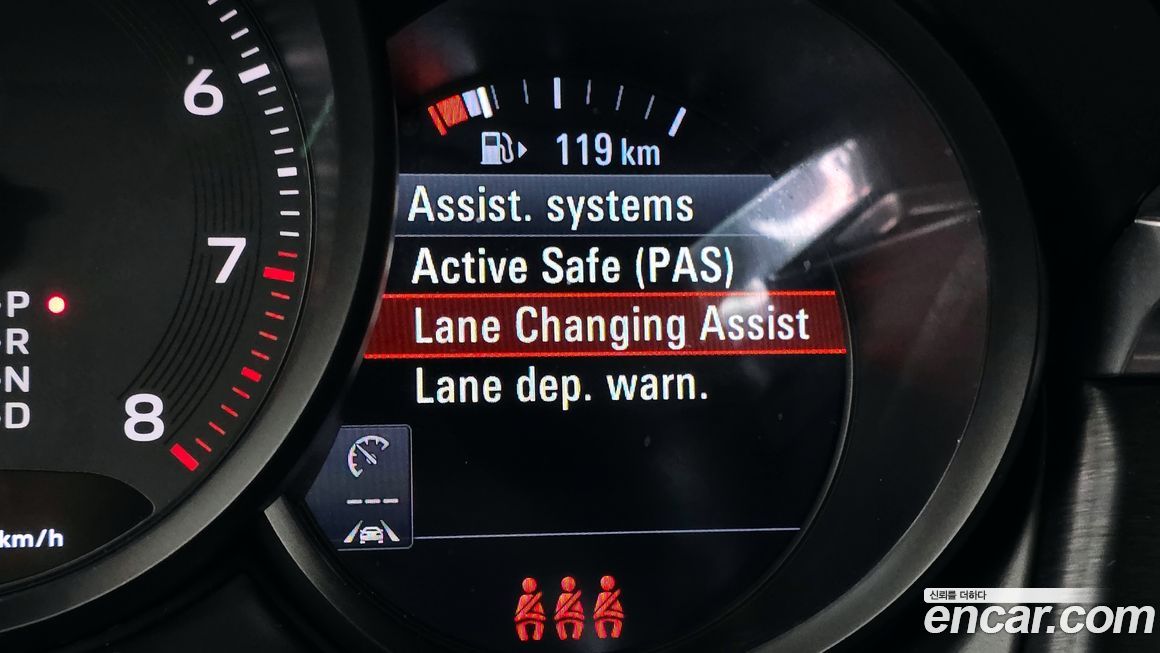 6
7
8
P
-R
-N
-D
km/h
119 km
Assist. systems
Active Safe (PAS)
Lane Changing Assist
Lane dep. warn.
---
신뢰를 더하다
encar.com